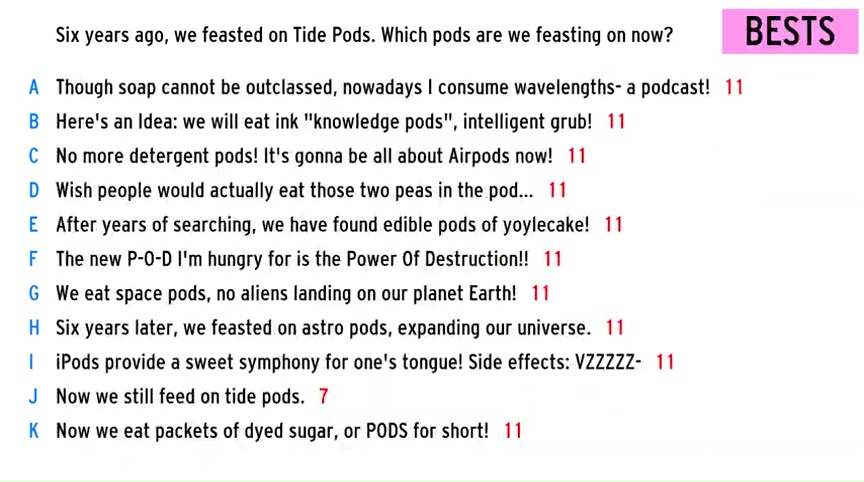 Six years ago, we feasted on Tide Pods. Which pods are we feasting on now?
BESTS
A Though soap cannot be outclassed, nowadays I consume wavelengths- a podcast! 11
B Here's an Idea: we will eat ink "knowledge pods", intelligent grub! 11
C No more detergent pods! It's gonna be all about Airpods now! 11
D Wish people would actually eat those two peas in the pod... 11
E After years of searching, we have found edible pods of yoylecake! 11
F The new P-O-D I'm hungry for is the Power Of Destruction!! 11
G We eat space pods, no aliens landing on our planet Earth! 11
H Six years later, we feasted on astro pods, expanding our universe. 11
I iPods provide a sweet symphony for one's tongue! Side effects: VZZZZZ- 11
J Now we still feed on tide pods. 7
K Now we eat packets of dyed sugar, or PODS for short! 11